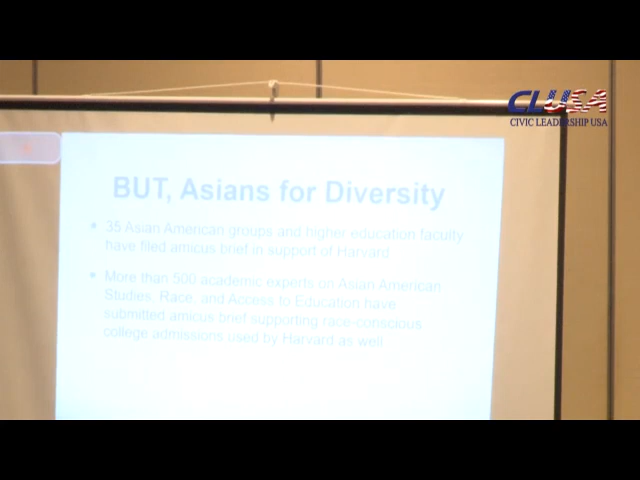 CLUSA
CIVIC LEADERSHIP USA
BUT, Asians for Diversity
• 35 Asian American groups and higher education faculty
have filed amicus brief in support of Harvard
• More than 500 academic experts on Asian American
Studies, Race, and Access to Education have
submitted amicus brief supporting race-conscious
college admissions used by Harvard as well